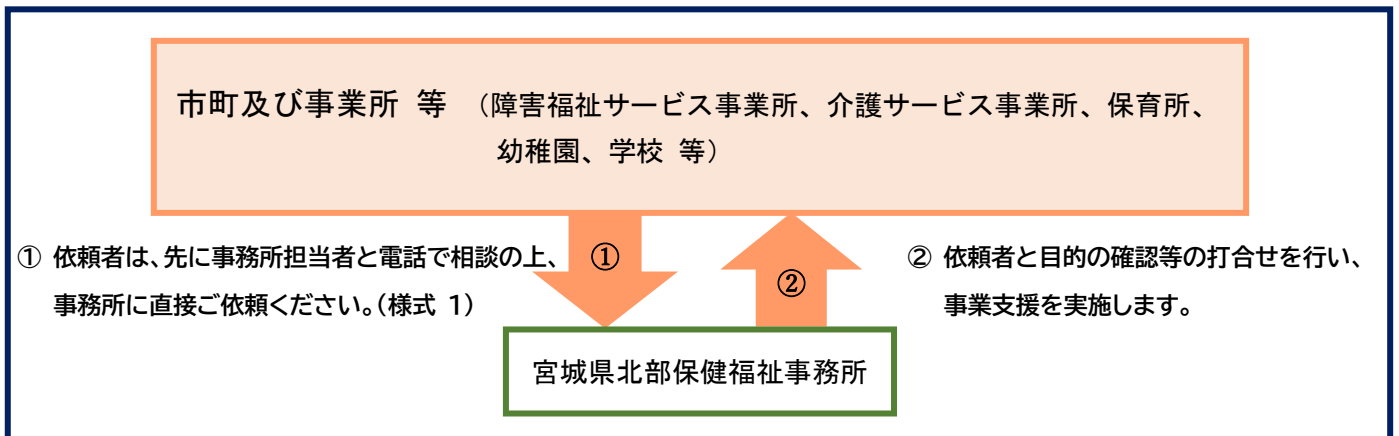 市町及び事業所 等 （障害福祉サービス事業所、介護サービス事業所、保育所、
幼稚園、学校 等）
① 依頼者は、先に事務所担当者と電話で相談の上、
事務所に直接ご依頼ください。（様式 1）
①
②
② 依頼者と目的の確認等の打合せを行い、
事業支援を実施します。
宮城県北部保健福祉事務所